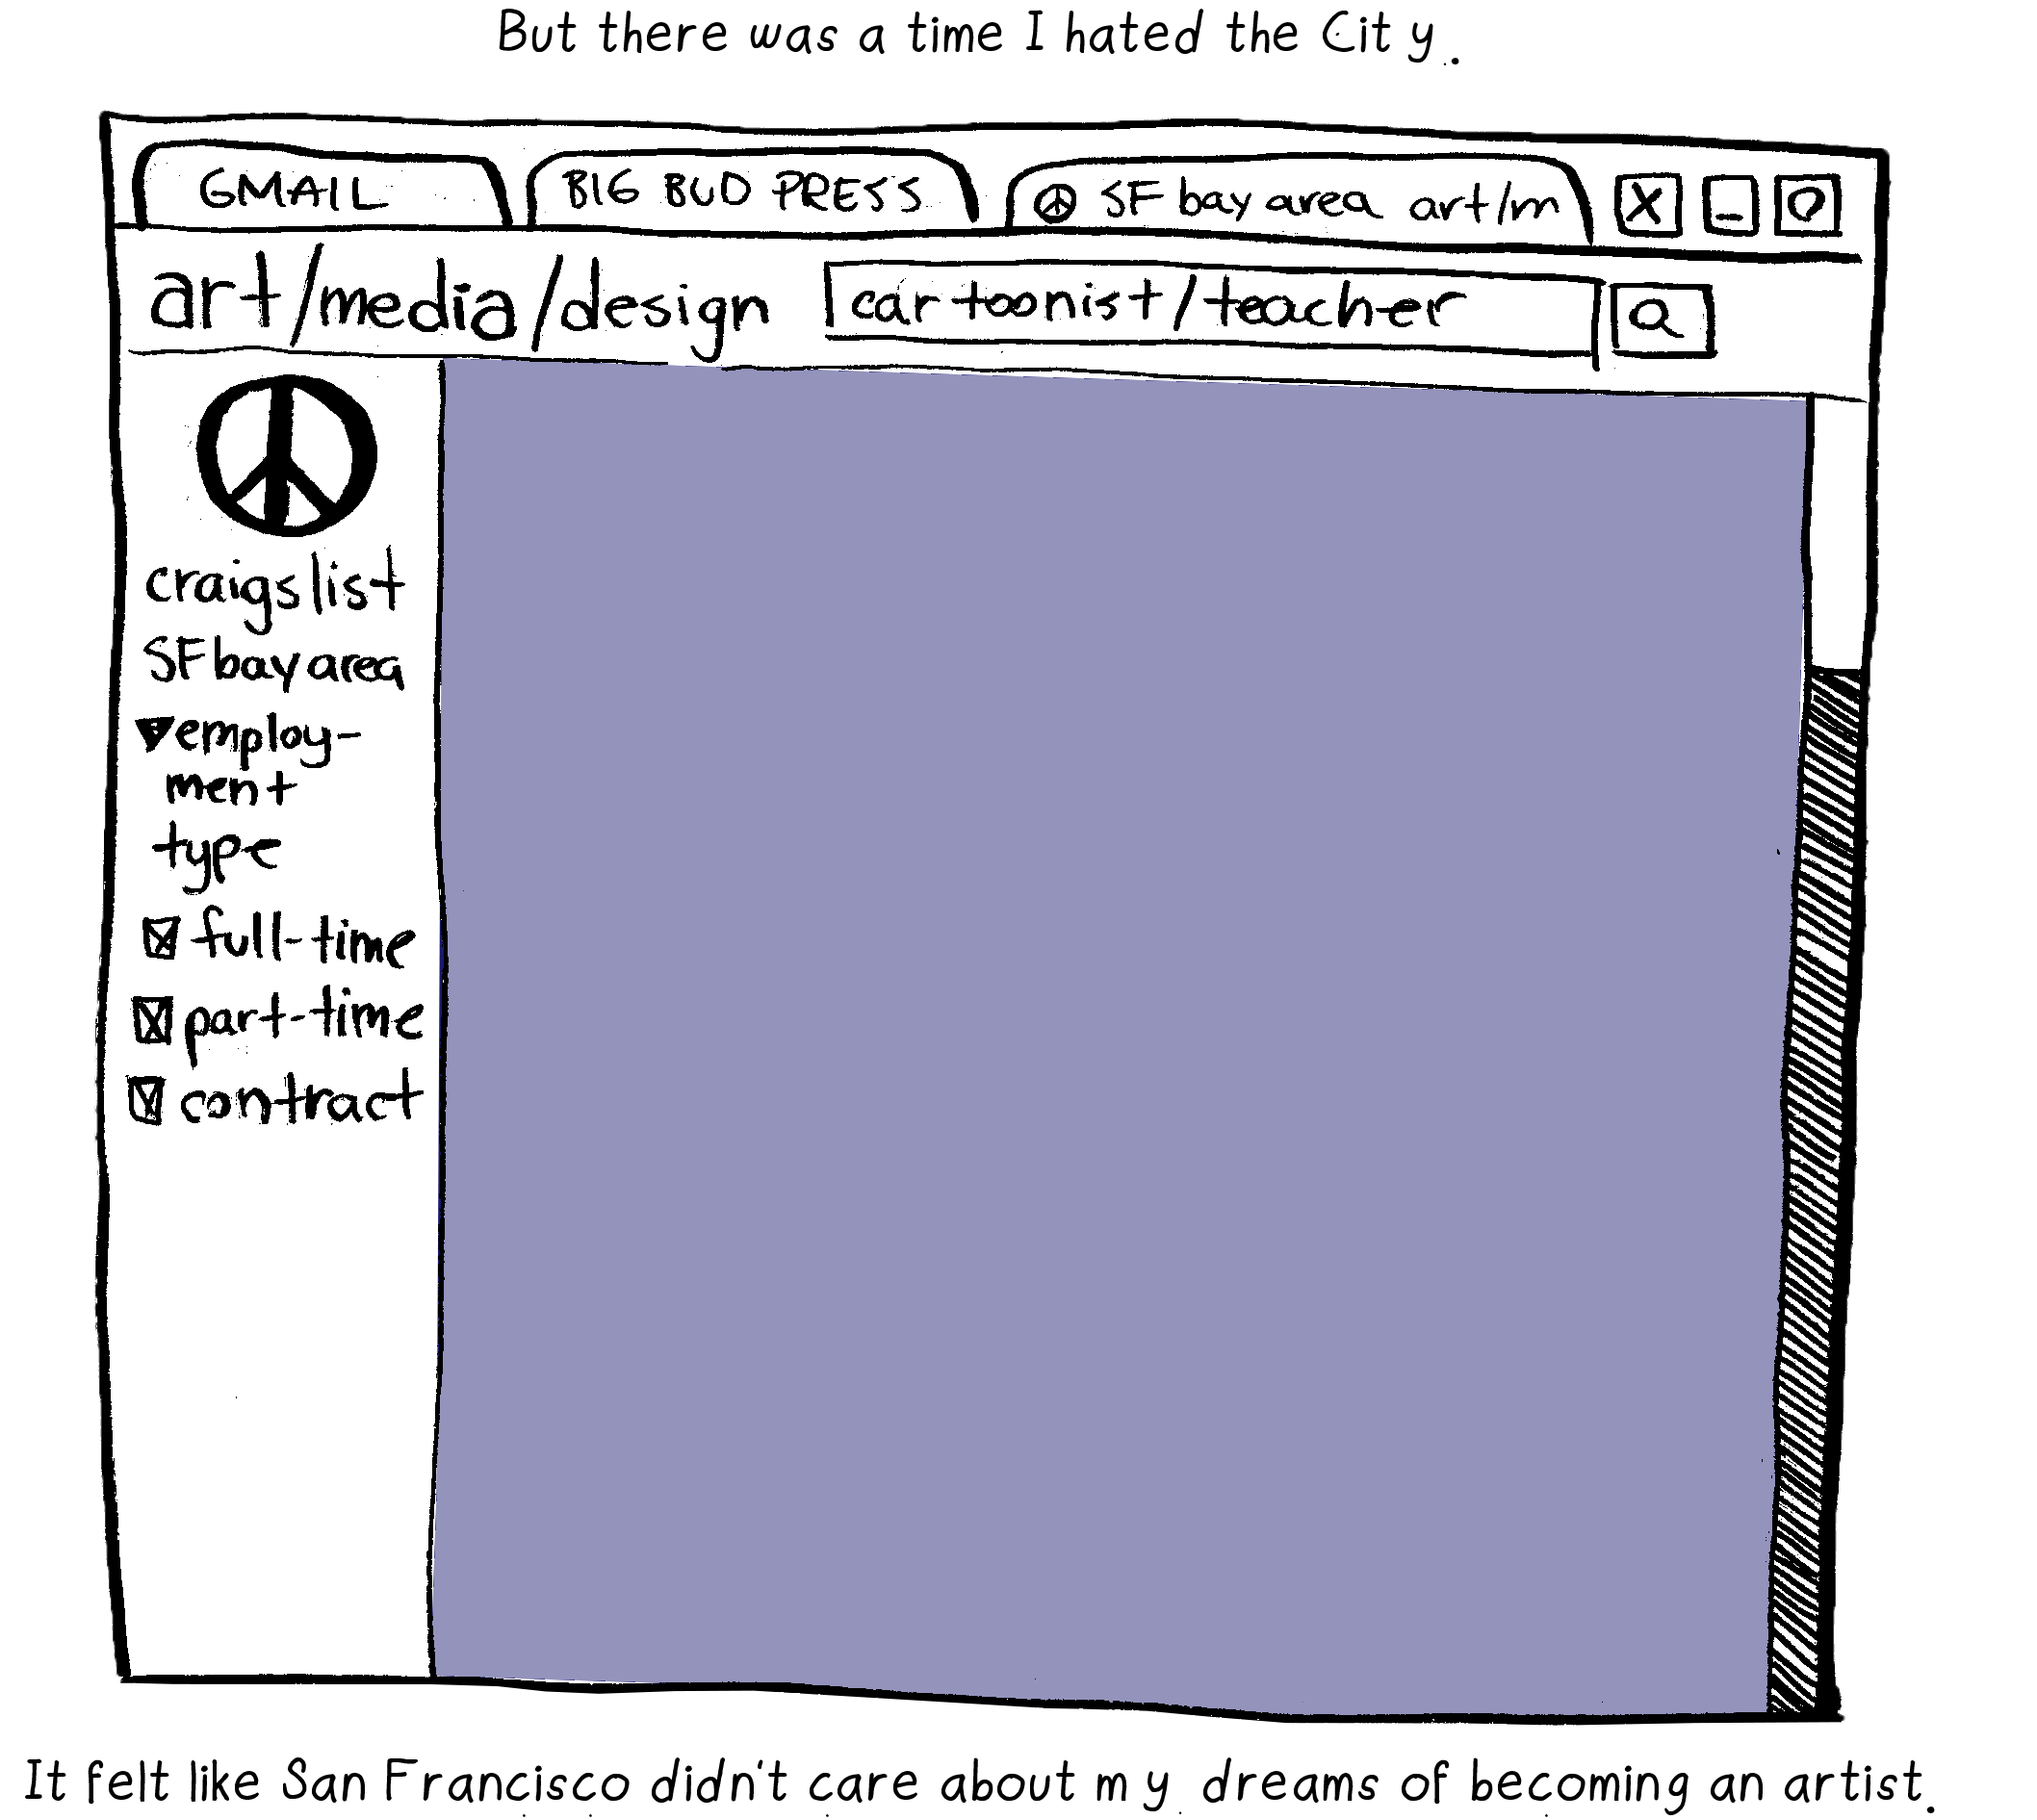 But there was a time I hated the City.
GMAIL
BIG BUD PRESS
SF bay area art/m
art/media/design
cartoonist/teacher
craigslist
SF bay area
employ-
ment
type
full-time
part-time
contract
It felt like San Francisco didn't care about my dreams of becoming an artist.